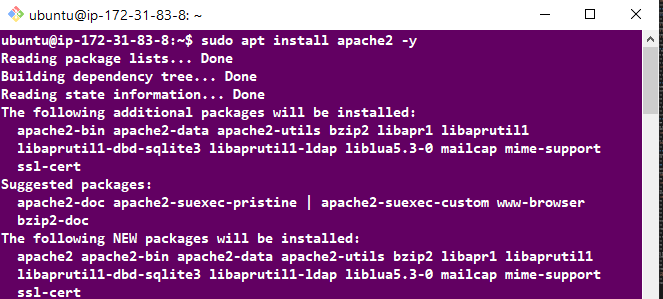 ubuntu@ip-172-31-83-8: ~
ubuntu@ip-172-31-83-8:~$ sudo apt install apache2 -y
Reading package lists... Done
Building dependency tree... Done
Reading state information... Done
The following additional packages will be installed:
  apache2-bin apache2-data apache2-utils bzip2 libapr1 libaprutil1
  libaprutil1-dbd-sqlite3 libaprutil1-ldap liblua5.3-0 mailcap mime-support
  ssl-cert
Suggested packages:
  apache2-doc apache2-suexec-pristine | apache2-suexec-custom www-browser
  bzip2-doc
The following NEW packages will be installed:
  apache2 apache2-bin apache2-data apache2-utils bzip2 libapr1 libaprutil1
  libaprutil1-dbd-sqlite3 libaprutil1-ldap liblua5.3-0 mailcap mime-support
  ssl-cert